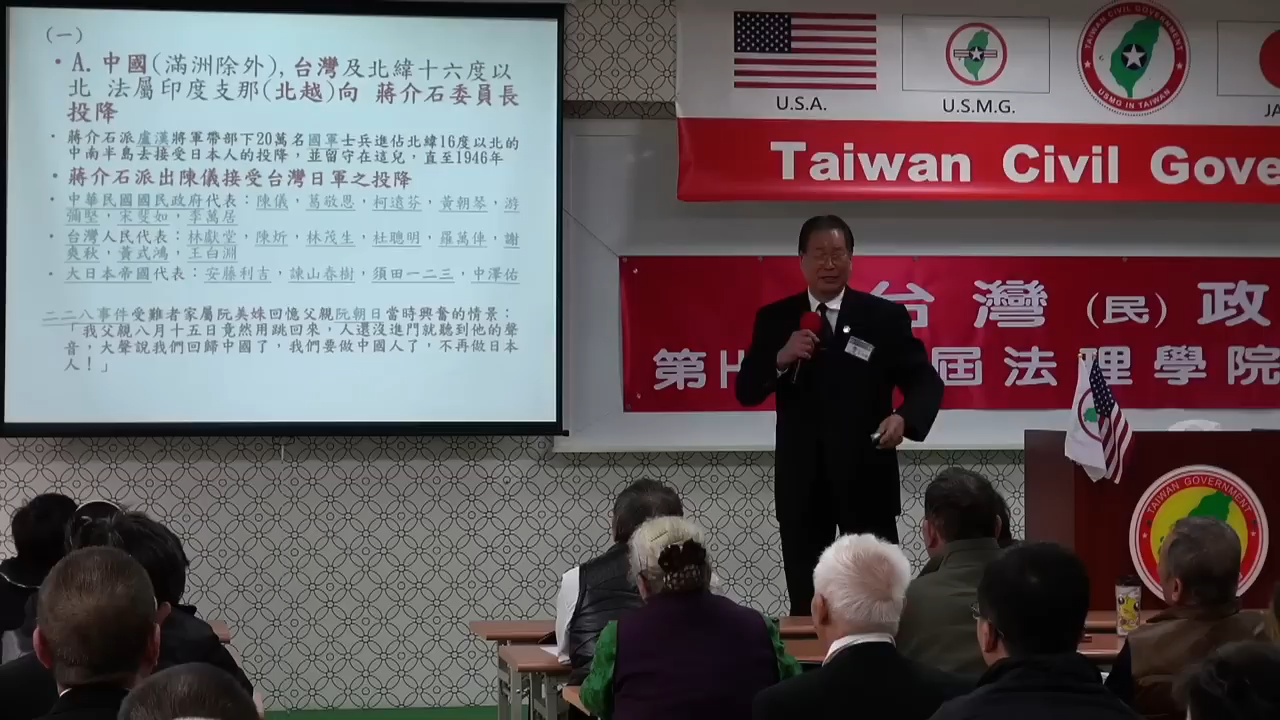 (一)
• A. 中國(滿洲除外), 台灣及北緯十六度以
北 法屬印度支那(北越)向 蔣介石委員長
投降
• 蔣介石派盧漢將軍帶部下20萬名國軍士兵進佔北緯16度以北的
中南半島去接受日本人的投降，並留守在這兒，直至1946年
• 蔣介石派出陳儀接受台灣日軍之投降
• 中華民國國民政府代表：陳儀，葛敬恩，柯遠芬，黃朝琴，游
彌堅，宋斐如，李萬居
• 台灣人民代表：林獻堂，陳炘，林茂生，杜聰明，羅萬俥，謝
爽秋，黃式鴻，王白淵
• 大日本帝國代表：安藤利吉，諫山春樹，須田一二三，中澤佑
二二八事件受難者家屬阮美姝回憶父親阮朝日當時興奮的情景：
「我父親八月十五日竟然用跳回來，人還沒進門就聽到他的聲
音，大聲說我們回歸中國了，我們要做中國人了，不再做日本
人！」
U.S.A.
U.S.M.G.
TAIWAN CIVIL GOVERNMENT
USMG IN TAIWAN
JA
Taiwan Civil Gove
台灣(民)政
第 屆法理學院
TAIWAN GOVERNMENT